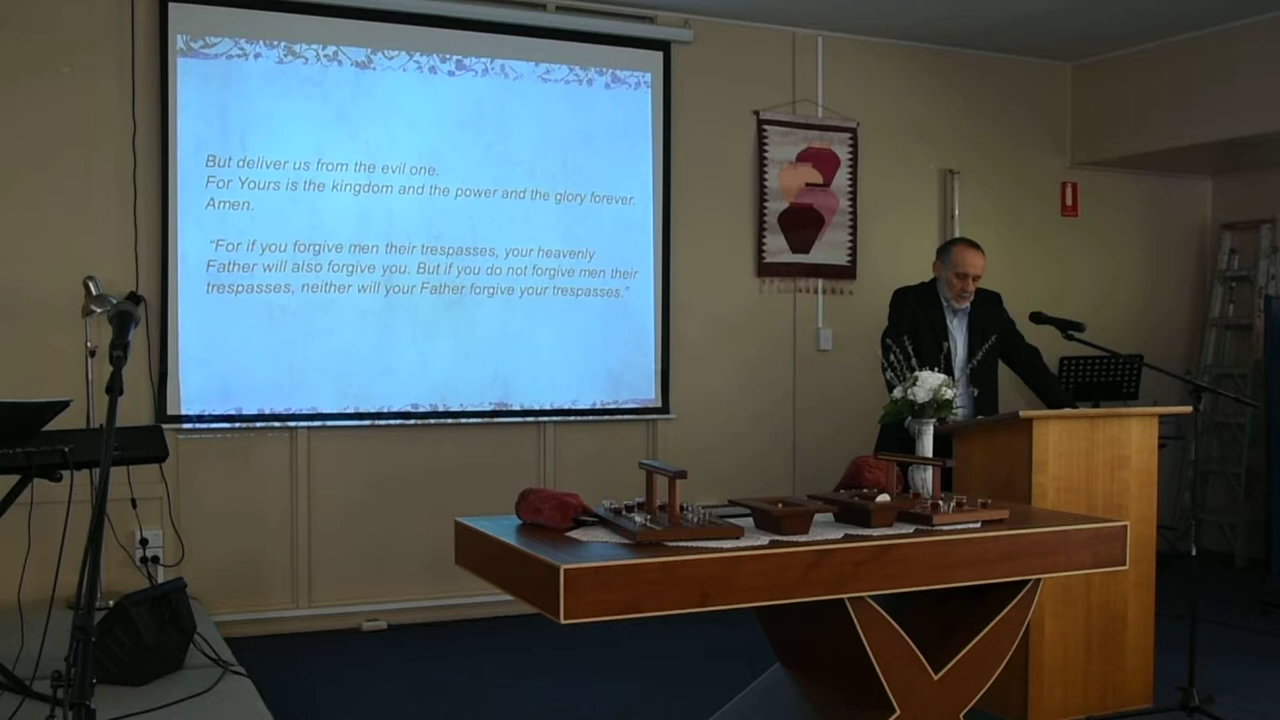 But deliver us from the evil one.
For Yours is the kingdom and the power and the glory forever.
Amen.
“For if you forgive men their trespasses, your heavenly
Father will also forgive you. But if you do not forgive men their
trespasses, neither will your Father forgive your trespasses.”